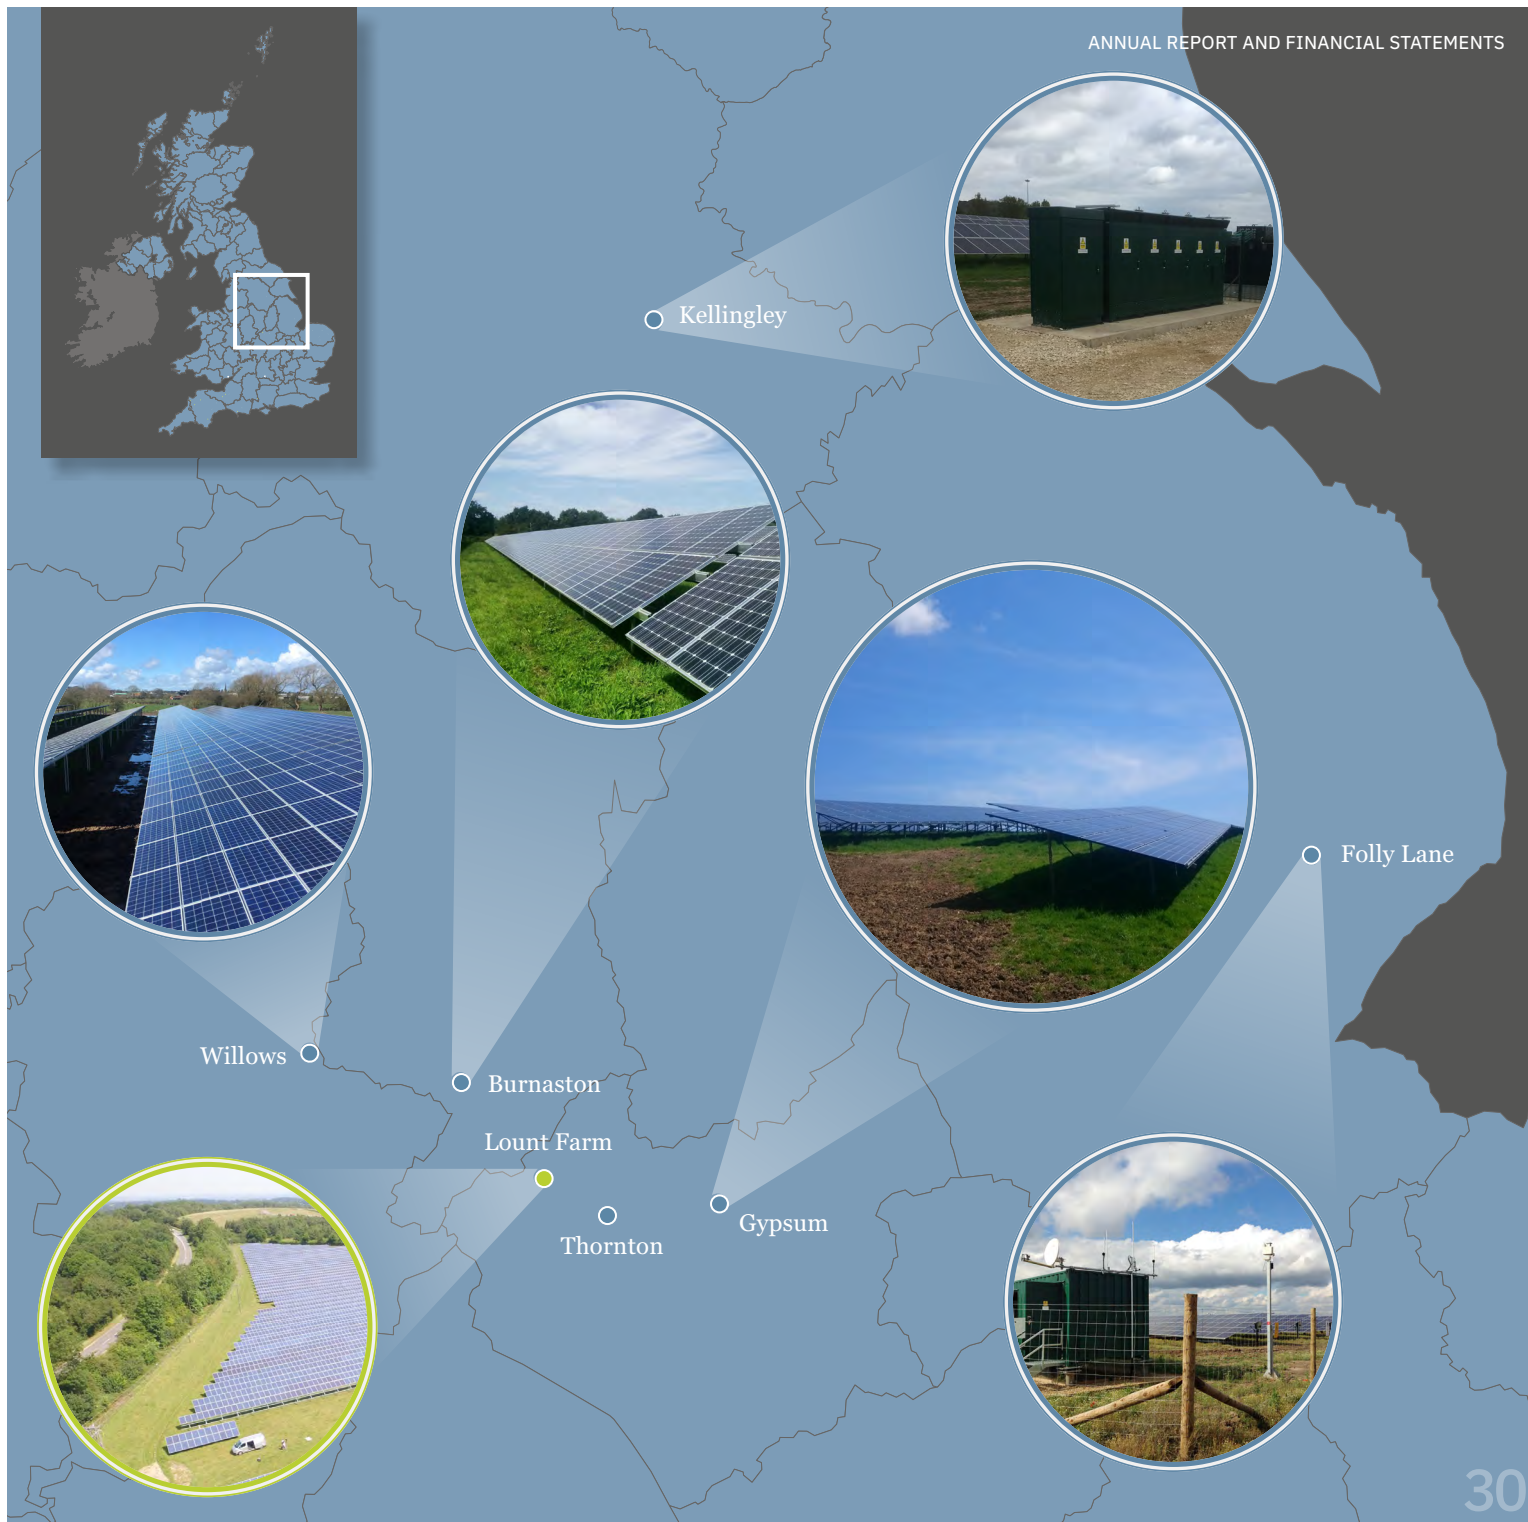 ANNUAL REPORT AND FINANCIAL STATEMENTS
Kellingley
Folly Lane
Willows
Burnaston
Lount Farm
Gypsum
Thornton
30